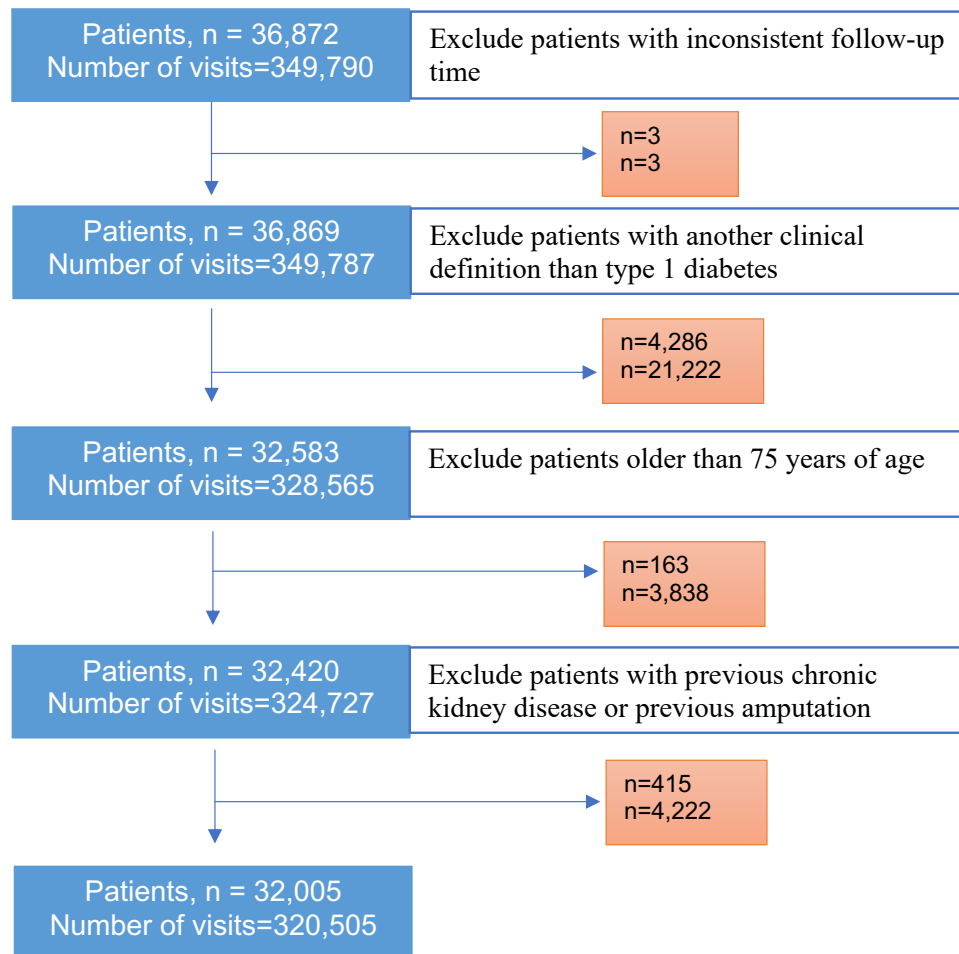 Patients, n = 36,872
Number of visits=349,790
Exclude patients with inconsistent follow-up
time
n=3
n=3
Patients, n = 36,869
Number of visits=349,787
Exclude patients with another clinical
definition than type 1 diabetes
n=4,286
n=21,222
Patients, n = 32,583
Number of visits=328,565
Exclude patients older than 75 years of age
n=163
n=3,838
Patients, n = 32,420
Number of visits=324,727
Exclude patients with previous chronic
kidney disease or previous amputation
n=415
n=4,222
Patients, n = 32,005
Number of visits=320,505